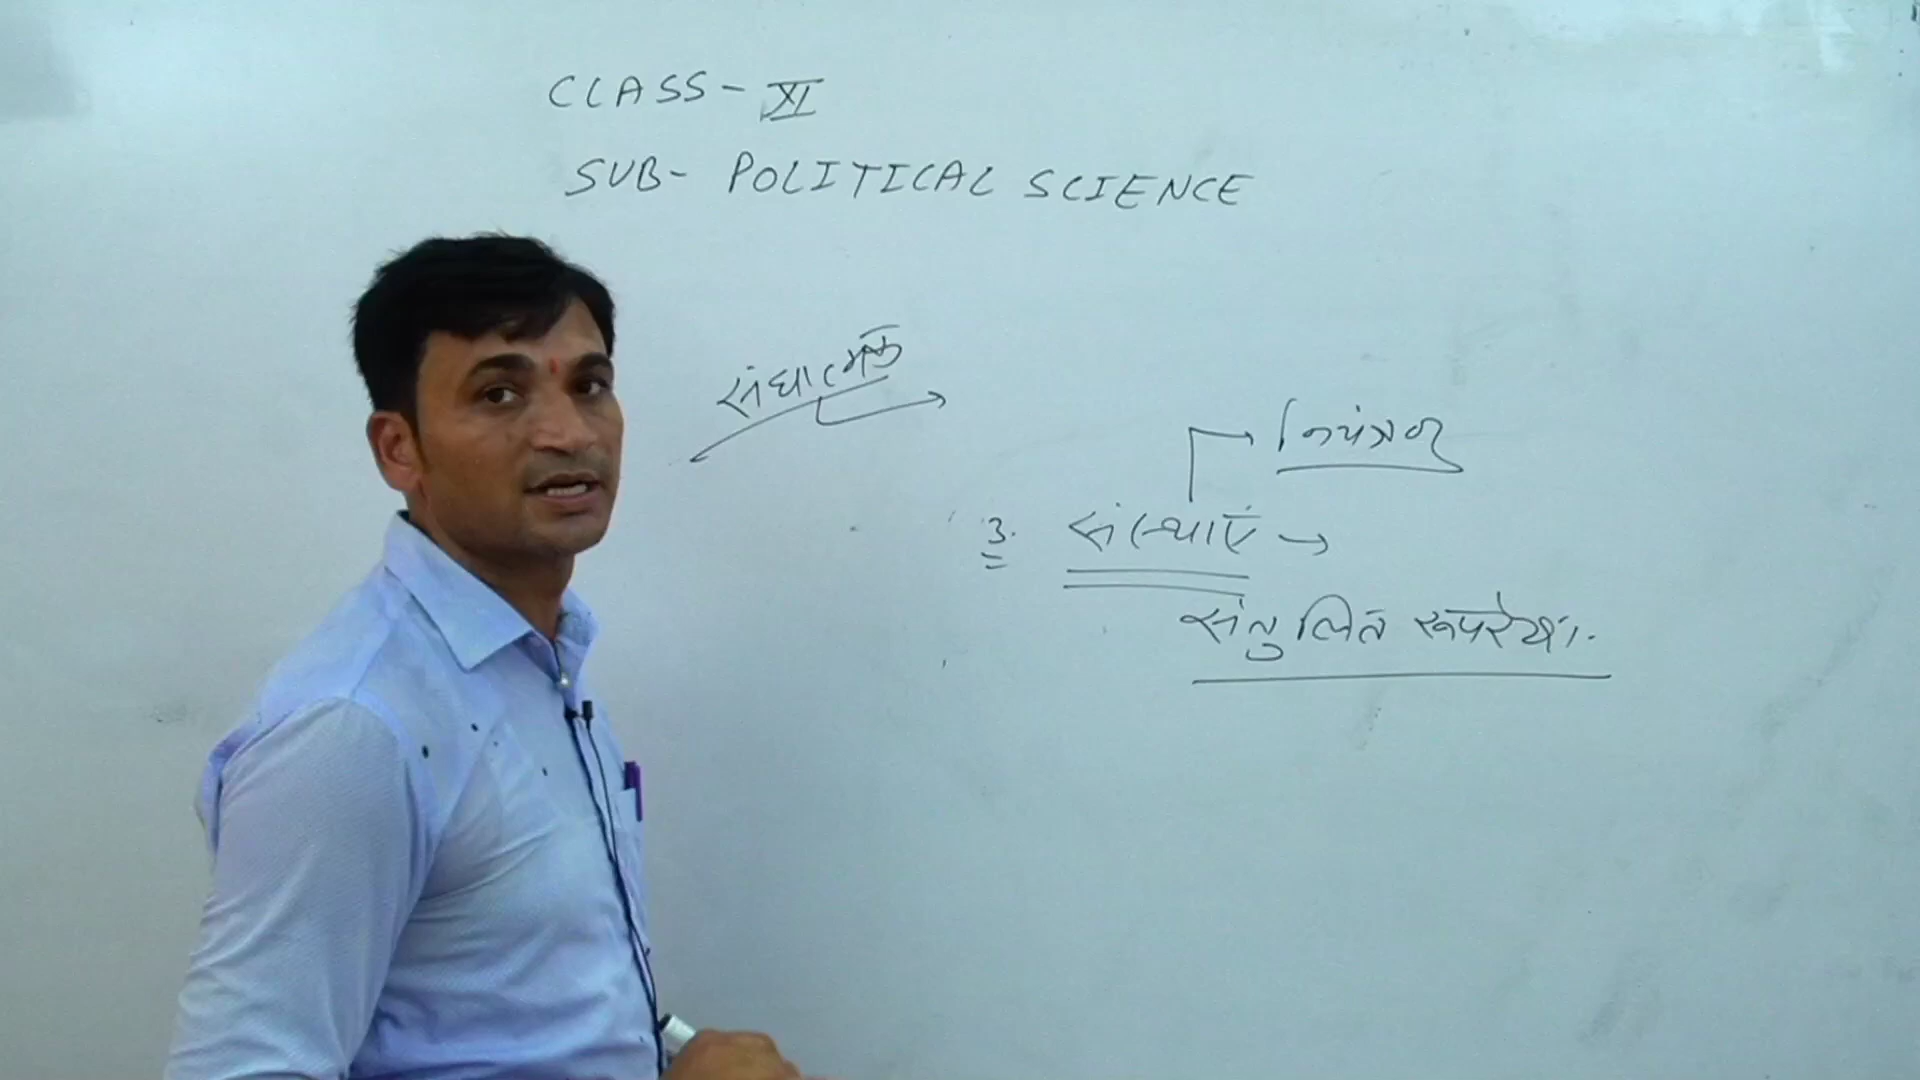 CLASS - XI
SUB- POLITICAL SCIENCE
संघात्मक
नियंत्रण
3. संस्थाएं →
संतुलित रूपरेखा.